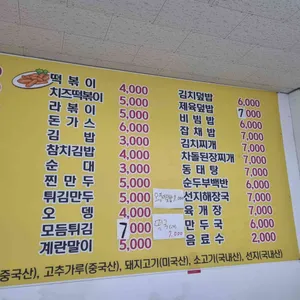 떡볶이 4,000
치즈떡볶이 5,000
라볶이 5,000
돈가스 6,000
김밥 3,000
참치김밥 4,000
순대 3,000
찐만두 5,000
튀김만두 5,000
오뎅 4,000
모듬튀김 7,000
계란말이 5,000
김치덮밥 6,000
제육덮밥 7,000
비빔밥 6,000
잡채밥 7,000
김치찌개 6,000
차돌된장찌개 7,000
동태탕 7,000
순두부백반 6,000
선지해장국 6,000
육개장 7,000
만두국 6,000
음료수 2,000
2,000
중국산), 고추가루(중국산), 돼지고기(미국산), 소고기(국내산), 선지(국내산)